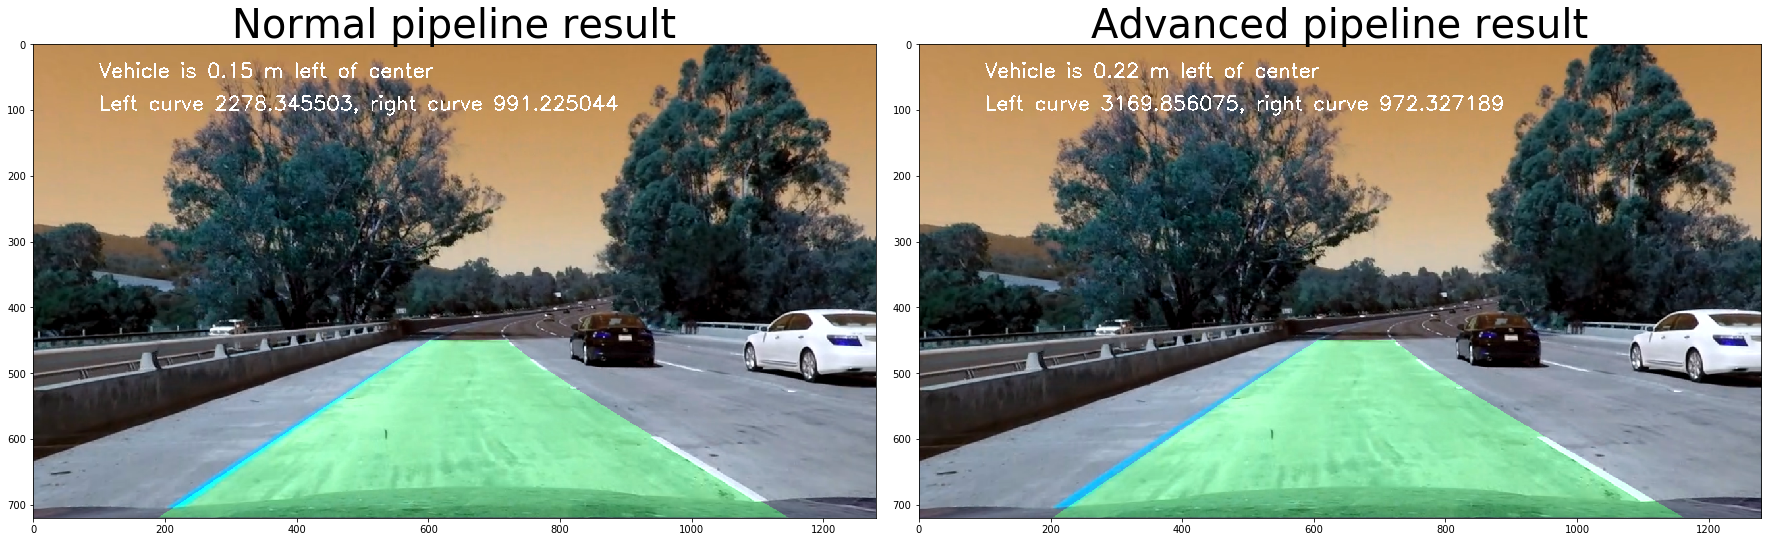 Normal pipeline result
Vehicle is 0.15 m left of center
Left curve 2278.345503, right curve 991.225044
0
100
200
300
400
500
600
700
0 200 400 600 800 1000 1200
Advanced pipeline result
Vehicle is 0.22 m left of center
Left curve 3169.856075, right curve 972.327189
0
100
200
300
400
500
600
700
0 200 400 600 800 1000 1200